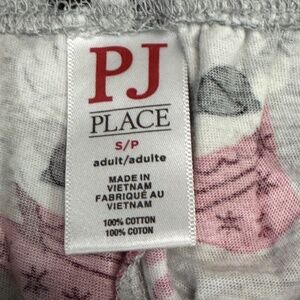 PJ
PLACE
S/P
adult/adulte
MADE IN
VIETNAM
FABRIQUÉ AU
VIETNAM
100% COTTON
100% COTON